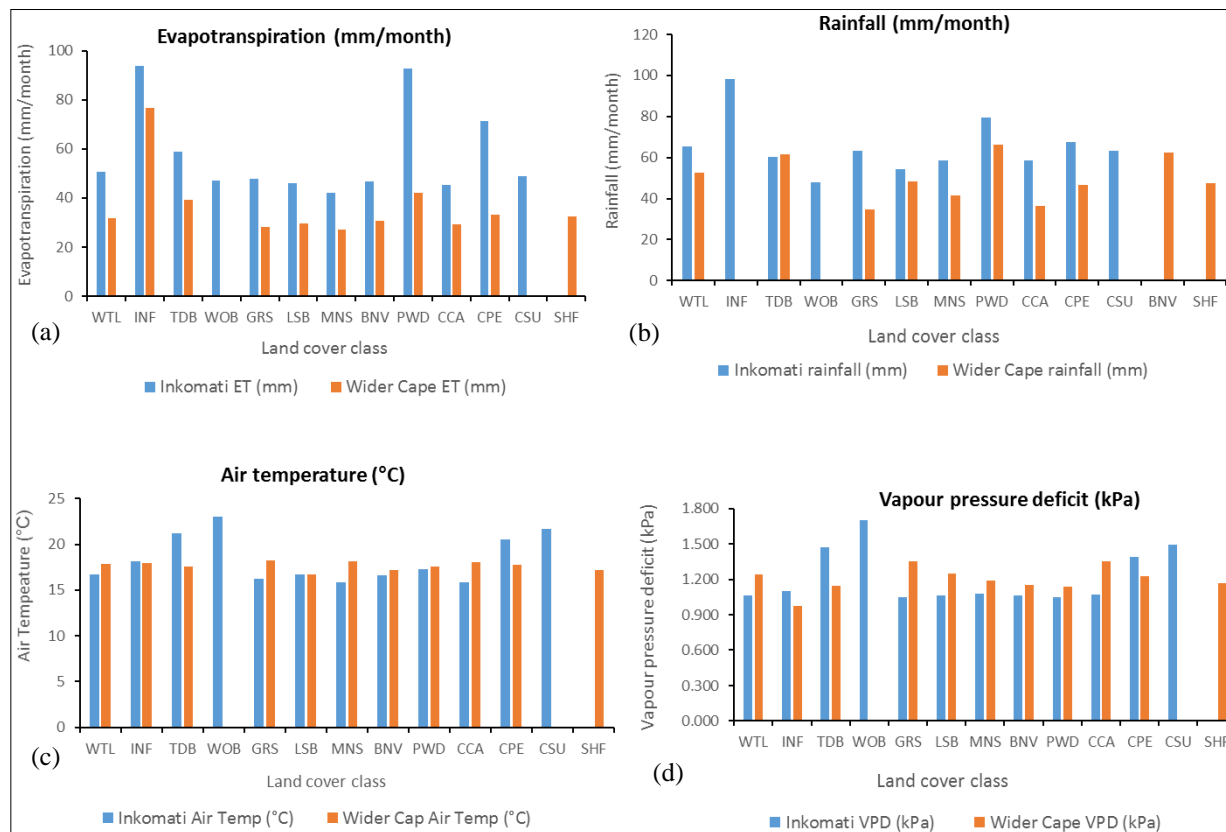 Evapotranspiration (mm/month)
Evapotranspiration (mm/month)
100
80
60
40
20
0
WTL INF TDB WOB GRS LSB MNS BNV PWD CCA CPE CSU SHF
(a)
Land cover class
Inkomati ET (mm) Wider Cape ET (mm)
Rainfall (mm/month)
Rainfall (mm/month)
120
100
80
60
40
20
0
WTL INF TDB WOB GRS LSB MNS PWD CCA CPE CSU BNV SHF
(b)
Land cover class
Inkomati rainfall (mm) Wider Cape rainfall (mm)
Air temperature (°C)
Air Tempeature (°C)
25
20
15
10
5
0
WTL INF TDB WOB GRS LSB MNS BNV PWD CCA CPE CSU SHF
(c)
Land cover class
Inkomati Air Temp (°C) Wider Cap Air Temp (°C)
Vapour pressure deficit (kPa)
Vapour pressure deficit (kPa)
1.800
1.500
1.200
0.900
0.600
0.300
0.000
WTL INF TDB WOB GRS LSB MNS BNV PWD CCA CPE CSU SHF
(d)
Land cover class
Inkomati VPD (kPa) Wider Cape VPD (kPa)